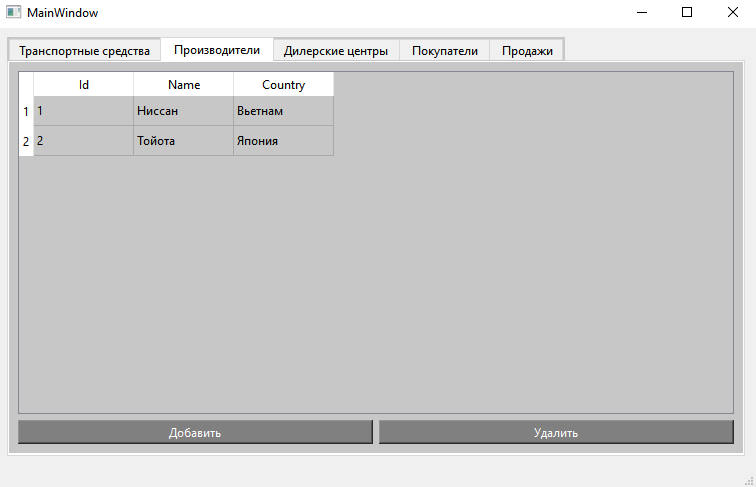 MainWindow
Транспортные средства Производители Дилерские центры Покупатели Продажи
Id Name Country
1 1 Ниссан Вьетнам
2 2 Тойота Япония
Добавить Удалить